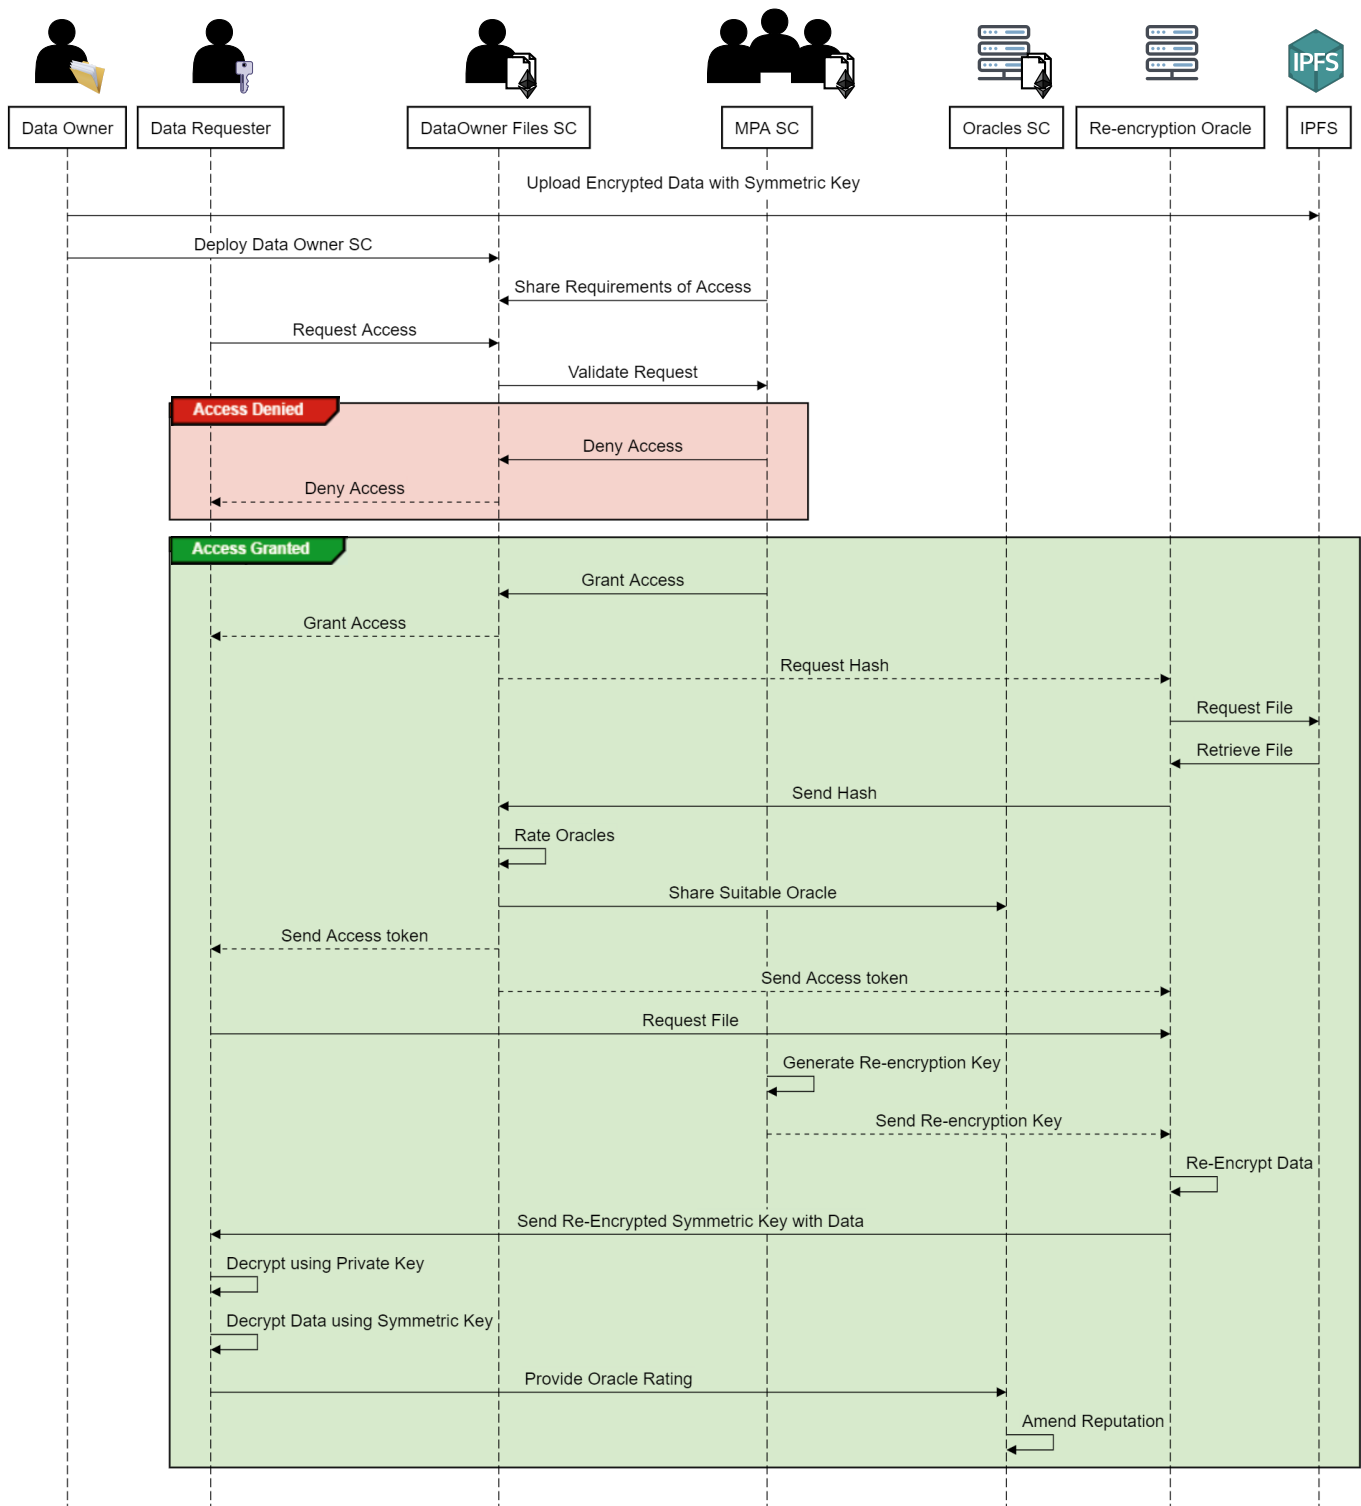 IPFS
Data Owner
Data Requester
DataOwner Files SC
MPA SC
Oracles SC
Re-encryption Oracle
IPFS
Upload Encrypted Data with Symmetric Key
Deploy Data Owner SC
Share Requirements of Access
Request Access
Validate Request
Access Denied
Deny Access
Deny Access
Access Granted
Grant Access
Grant Access
Request Hash
Request File
Retrieve File
Send Hash
Rate Oracles
Share Suitable Oracle
Send Access token
Send Access token
Request File
Generate Re-encryption Key
Send Re-encryption Key
Re-Encrypt Data
Send Re-Encrypted Symmetric Key with Data
Decrypt using Private Key
Decrypt Data using Symmetric Key
Provide Oracle Rating
Amend Reputation